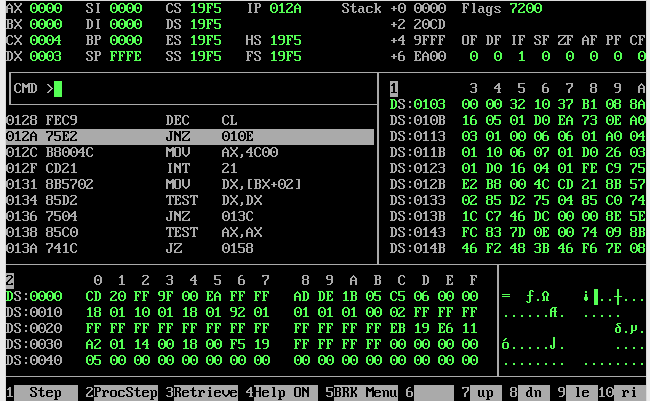 AX 0000 SI 0000 CS 19F5 IP 012A Stack +0 0000 Flags 7200
BX 0000 DI 0000 DS 19F5 +2 20CD
CX 0004 BP 0000 ES 19F5 HS 19F5 +4 9FFF OF DF IF SF ZF AF PF CF
DX 0003 SP FFFE SS 19F5 FS 19F5 +6 EA00 0 0 1 0 0 0 0 0
CMD >
1 3 4 5 6 7 8 9 A
DS:0103 00 00 32 10 37 B1 08 8A
DS:010B 16 05 01 D0 EA 73 0E A0
DS:0113 03 01 00 06 06 01 A0 04
DS:011B 01 10 06 07 01 D0 26 03
DS:0123 01 D0 16 04 01 FE C9 75
DS:012B E2 B8 00 4C CD 21 8B 57
DS:0133 02 85 D2 75 04 85 C0 74
DS:013B 1C C7 46 DC 00 00 8E 5E
DS:0143 FC 83 7D 0E 00 74 09 8B
DS:014B 46 F2 48 3B 46 F6 7E 08
0128 FEC9 DEC CL
012A 75E2 JNZ 010E
012C B8004C MOV AX,4C00
012F CD21 INT 21
0131 8B5702 MOV DX,[BX+02]
0134 85D2 TEST DX,DX
0136 7504 JNZ 013C
0138 85C0 TEST AX,AX
013A 741C JZ 0158
2 0 1 2 3 4 5 6 7 8 9 A B C D E F
DS:0000 CD 20 FF 9F 00 EA FF FF AD DE 1B 05 C5 06 00 00
DS:0010 18 01 10 01 18 01 92 01 01 01 01 00 02 FF FF FF
DS:0020 FF FF FF FF FF FF FF FF FF FF FF FF EB 19 E6 11
DS:0030 A2 01 14 00 18 00 F5 19 FF FF FF FF 00 00 00 00
DS:0040 05 00 00 00 00 00 00 00 00 00 00 00 00 00 00 00
1 Step 2ProcStep 3Retrieve 4Help ON 5BRK Menu 6 7 up 8 dn 9 le 10 ri